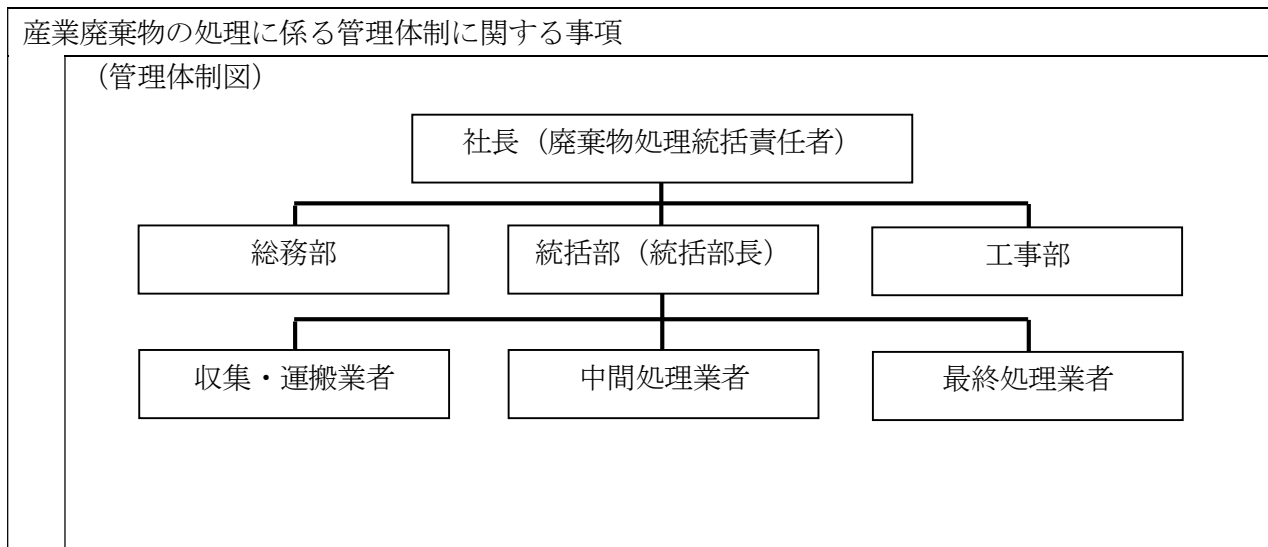 産業廃棄物の処理に係る管理体制に関する事項
（管理体制図）
社長（廃棄物処理統括責任者）
総務部
統括部（統括部長）
工事部
収集・運搬業者
中間処理業者
最終処理業者